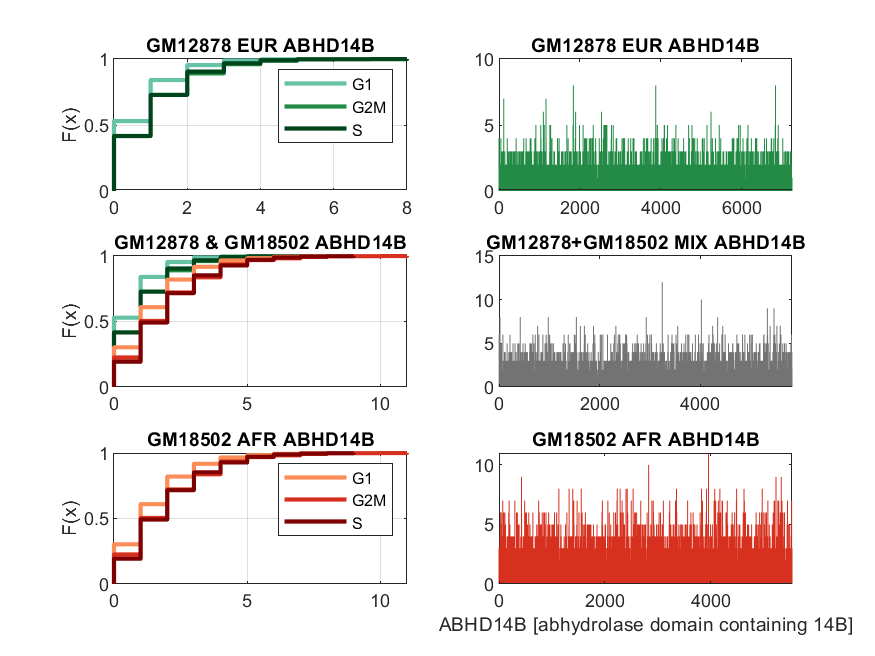 GM12878 EUR ABHD14B
F(x)
1
0.5
0
0
2
4
6
8
G1
G2M
S
GM12878 EUR ABHD14B
10
5
0
0
2000
4000
6000
GM12878 & GM18502 ABHD14B
F(x)
1
0.5
0
0
5
10
GM12878+GM18502 MIX ABHD14B
15
10
5
0
0
2000
4000
GM18502 AFR ABHD14B
F(x)
1
0.5
0
0
5
10
G1
G2M
S
GM18502 AFR ABHD14B
10
5
0
0
2000
4000
ABHD14B [abhydrolase domain containing 14B]